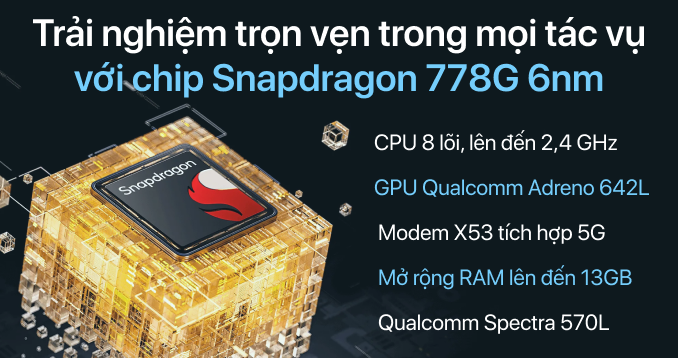 Trải nghiệm trọn vẹn trong mọi tác vụ
với chip Snapdragon 778G 6nm
CPU 8 lõi, lên đến 2,4 GHz
Snapdragon
GPU Qualcomm Adreno 642L
Modem X53 tích hợp 5G
Mở rộng RAM lên đến 13GB
Qualcomm Spectra 570L